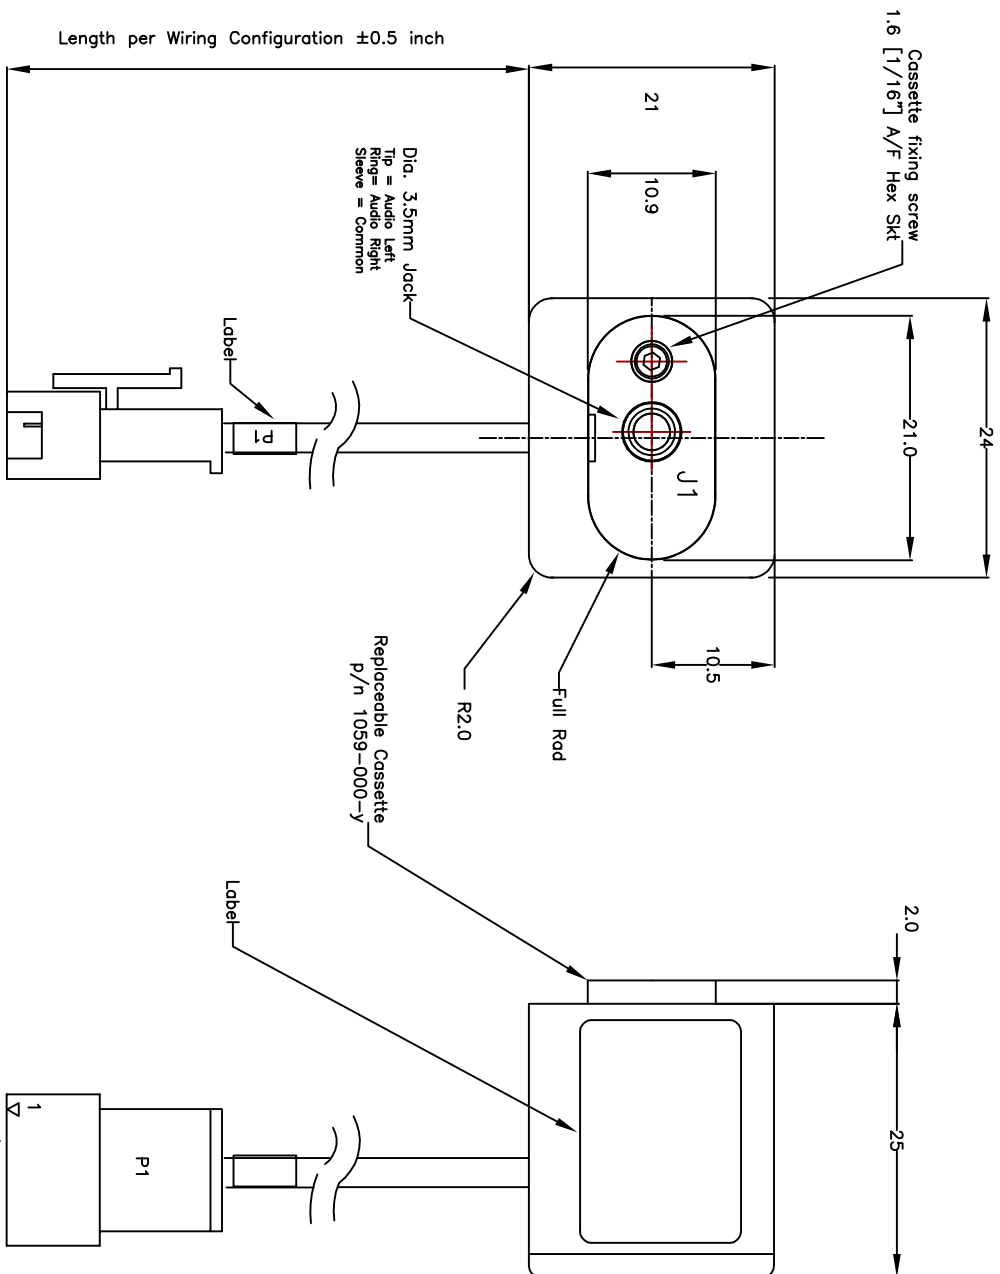 Length per Wiring Configuration ±0.5 inch
Cassette fixing screw
1.6 [1/16"] A/F Hex Skt
21
10.9
Dia. 3.5mm Jack
Tip = Audio Left
Ring= Audio Right
Sleeve = Common
Label
P1
J1
24
21.0
10.5
Full Rad
R2.0
Replaceable Cassette
p/n 1059-000-y
Label
2.0
25
P1
1